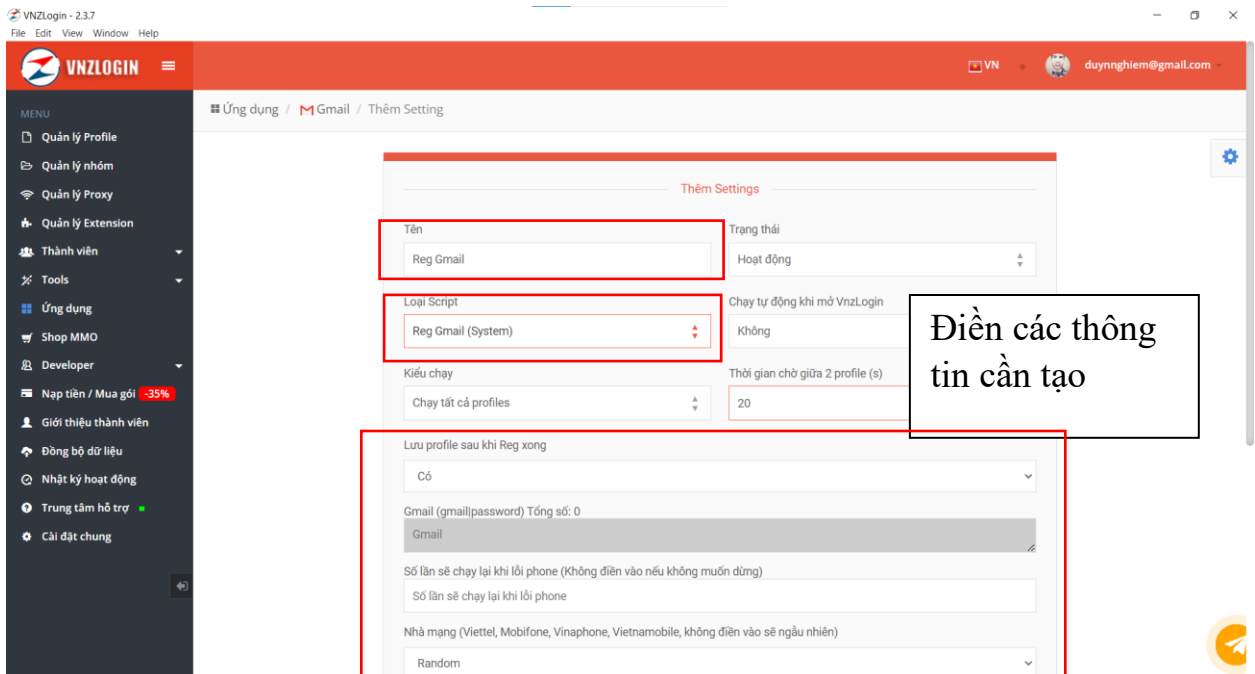 VNZLogin - 2.3.7
File Edit View Window Help
VNZLOGIN
VN
duynnghiem@gmail.com
MENU
Quản lý Profile
Quản lý nhóm
Quản lý Proxy
Quản lý Extension
Thành viên
Tools
Ứng dụng
Shop MMO
Developer
Nạp tiền / Mua gói -35%
Giới thiệu thành viên
Đồng bộ dữ liệu
Nhật ký hoạt động
Trung tâm hỗ trợ
Cài đặt chung
Ứng dụng / Gmail / Thêm Setting
Thêm Settings
Tên
Reg Gmail
Trạng thái
Hoạt động
Loại Script
Reg Gmail (System)
Chạy tự động khi mở VnzLogin
Không
Kiểu chạy
Chạy tất cả profiles
Thời gian chờ giữa 2 profile (s)
20
Điền các thông
tin cần tạo
Lưu profile sau khi Reg xong
Có
Gmail (gmail|password) Tổng số: 0
Gmail
Số lần sẽ chạy lại khi lỗi phone (Không điền vào nếu không muốn dừng)
Số lần sẽ chạy lại khi lỗi phone
Nhà mạng (Viettel, Mobifone, Vinaphone, Vietnamobile, không điền vào sẽ ngẫu nhiên)
Random